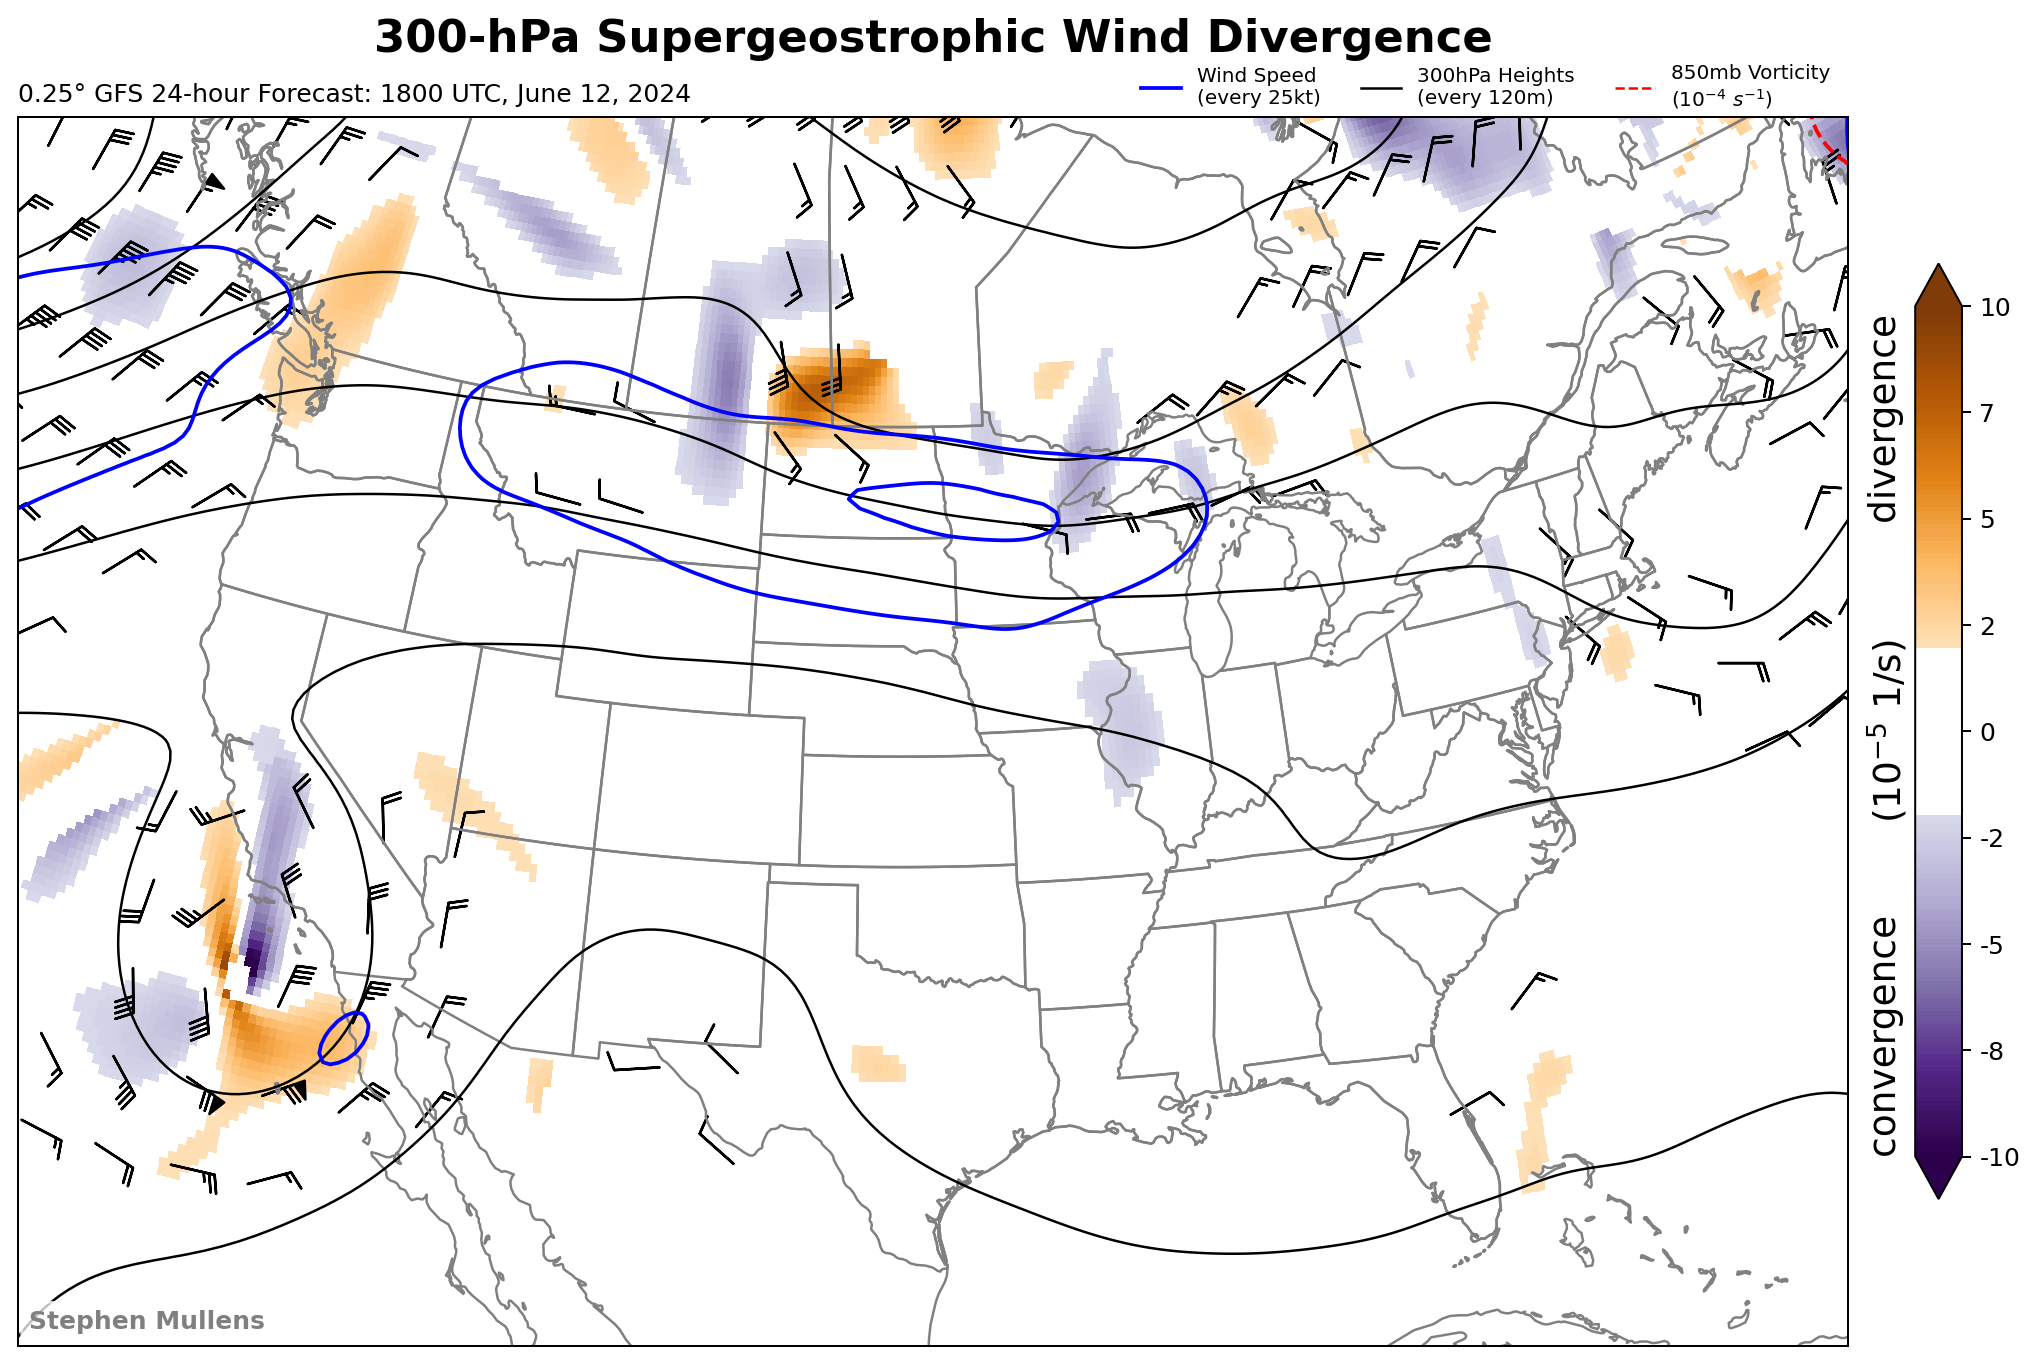 300-hPa Supergeostrophic Wind Divergence
0.25° GFS 24-hour Forecast: 1800 UTC, June 12, 2024
Wind Speed
(every 25kt)
300hPa Heights
(every 120m)
850mb Vorticity
(10⁻⁴ s⁻¹)
10
7
5
2
0
-2
-5
-8
-10
convergence (10⁻⁵ 1/s) divergence
Stephen Mullens